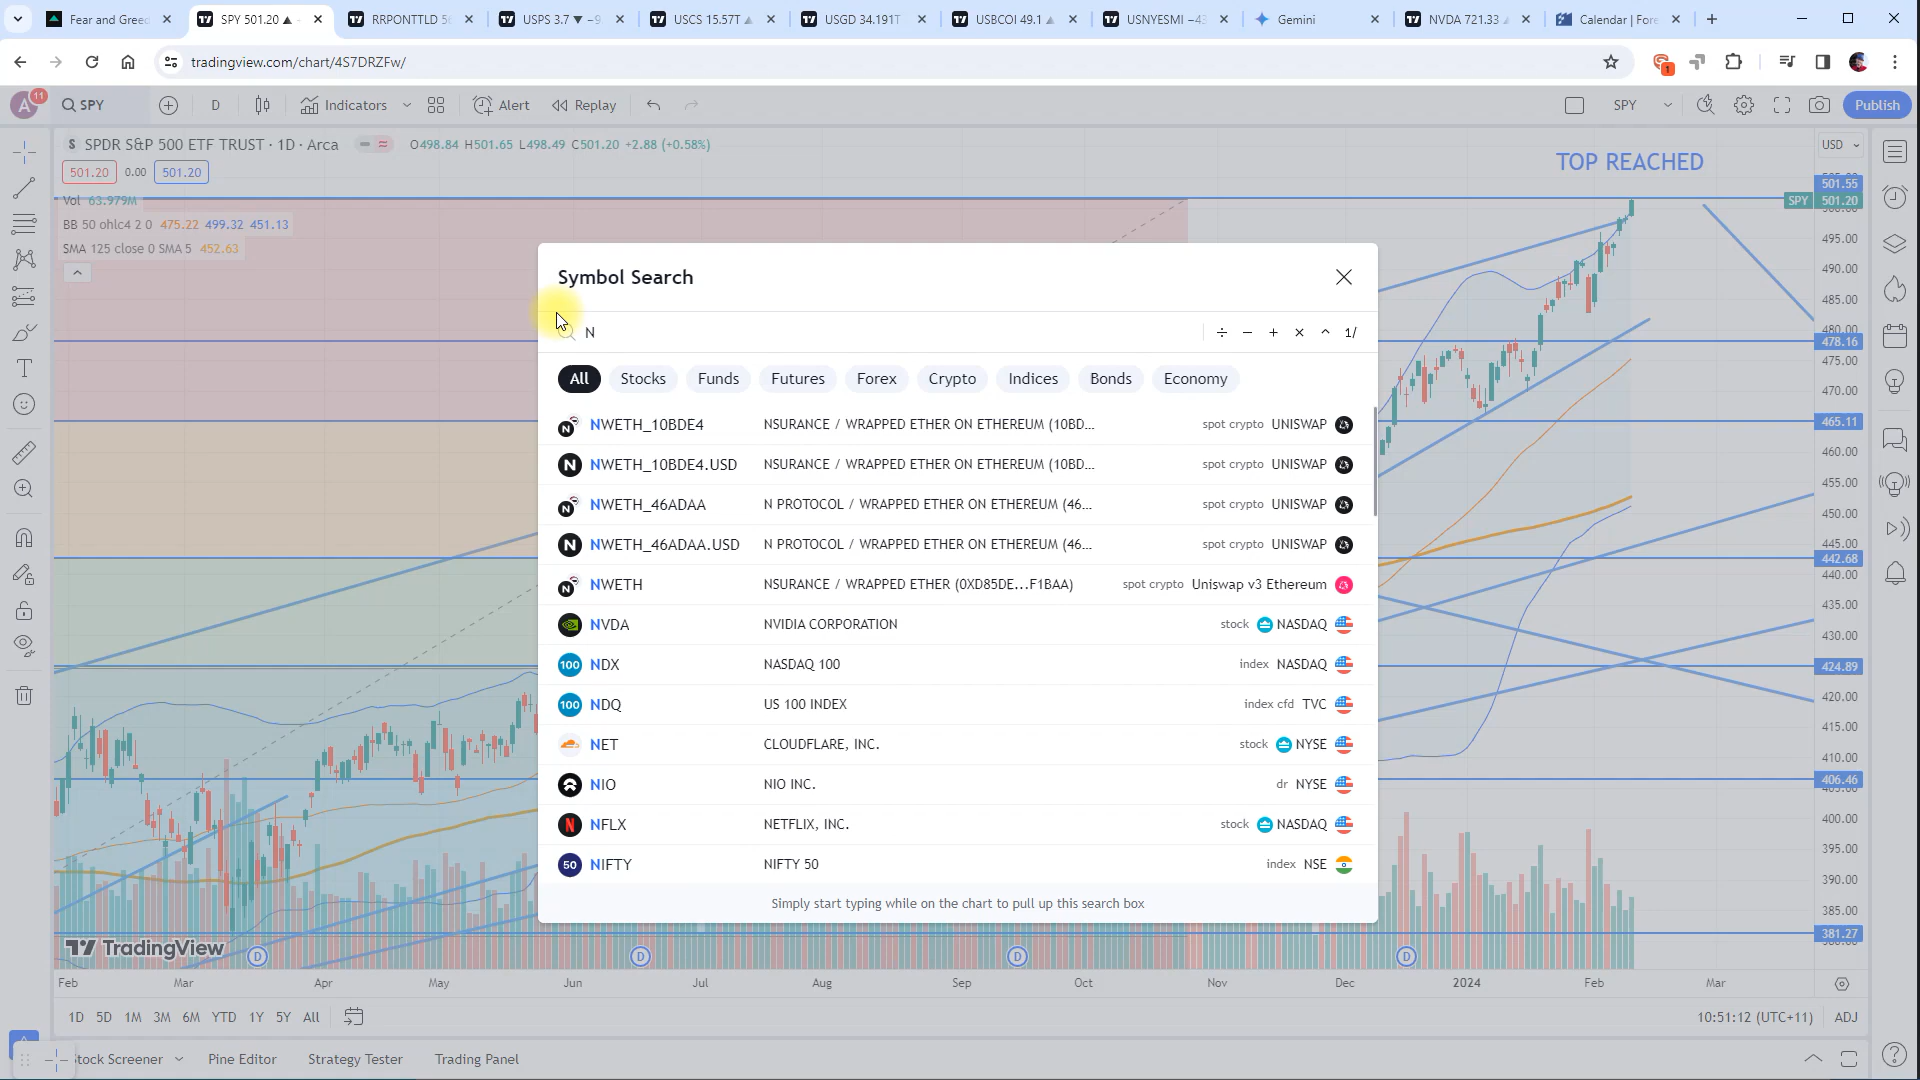 Fear and Greed
SPY 501.20
RRPONTTLD 50
USPS 3.7 ▼ −9
USCS 15.57T
USGD 34.191T
USBCOI 49.1
USNYESMI −43
Gemini
NVDA 721.33
Calendar | Fore
tradingview.com/chart/4S7DRZFw/
1
A 11
SPY
D
Indicators
Alert
Replay
SPY
Publish
S SPDR S&P 500 ETF TRUST · 1D · Arca
O498.84 H501.65 L498.49 C501.20 +2.88 (+0.58%)
USD
TOP REACHED
501.20 0.00 501.20
Vol 63.979M
BB 50 ohlc4 2 0 475.22 499.32 451.13
SMA 125 close 0 SMA 5 452.63
501.55
SPY 501.20
495.00
490.00
485.00
480.00
478.16
475.00
470.00
465.11
460.00
455.00
450.00
445.00
442.68
440.00
435.00
430.00
424.89
420.00
415.00
410.00
406.46
400.00
395.00
390.00
385.00
381.27
Symbol Search
N
÷ − + × ^ 1/
All Stocks Funds Futures Forex Crypto Indices Bonds Economy
NWETH_10BDE4 NSURANCE / WRAPPED ETHER ON ETHEREUM (10BD... spot crypto UNISWAP
NWETH_10BDE4.USD NSURANCE / WRAPPED ETHER ON ETHEREUM (10BD... spot crypto UNISWAP
NWETH_46ADAA N PROTOCOL / WRAPPED ETHER ON ETHEREUM (46... spot crypto UNISWAP
NWETH_46ADAA.USD N PROTOCOL / WRAPPED ETHER ON ETHEREUM (46... spot crypto UNISWAP
NWETH NSURANCE / WRAPPED ETHER (0XD85DE...F1BAA) spot crypto Uniswap v3 Ethereum
NVDA NVIDIA CORPORATION stock NASDAQ
100 NDX NASDAQ 100 index NASDAQ
100 NDQ US 100 INDEX index cfd TVC
NET CLOUDFLARE, INC. stock NYSE
NIO NIO INC. dr NYSE
NFLX NETFLIX, INC. stock NASDAQ
50 NIFTY NIFTY 50 index NSE
Simply start typing while on the chart to pull up this search box
TradingView
D D D D
Feb Mar Apr May Jun Jul Aug Sep Oct Nov Dec 2024 Feb Mar
1D 5D 1M 3M 6M YTD 1Y 5Y All
10:51:12 (UTC+11) ADJ
Stock Screener Pine Editor Strategy Tester Trading Panel